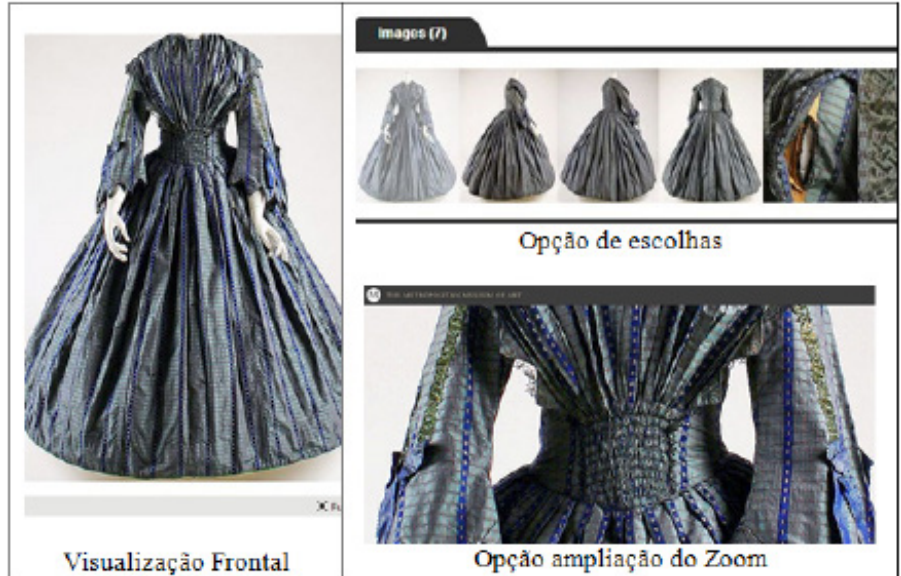 images (7)
Opção de escolhas
THE METROPOLITAN MUSEUM OF ART
Visualização Frontal
Opção ampliação do Zoom